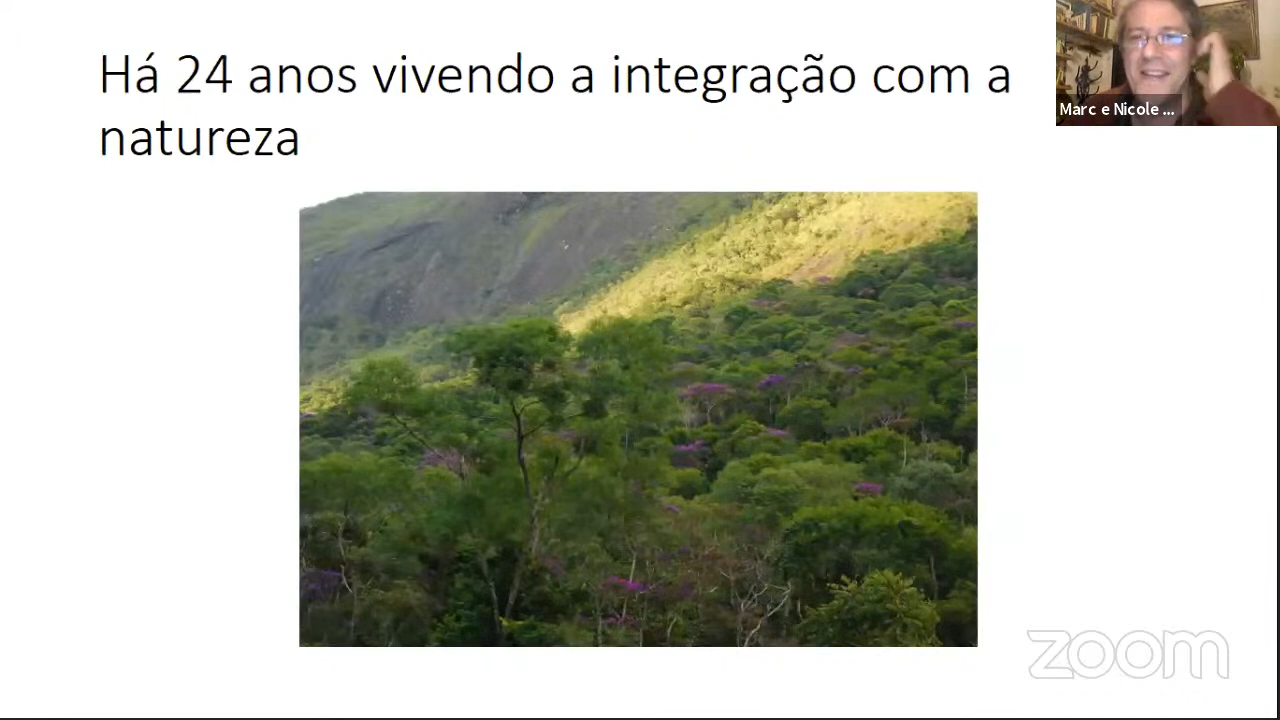 Há 24 anos vivendo a integração com a
natureza
Marc e Nicole ...
zoom